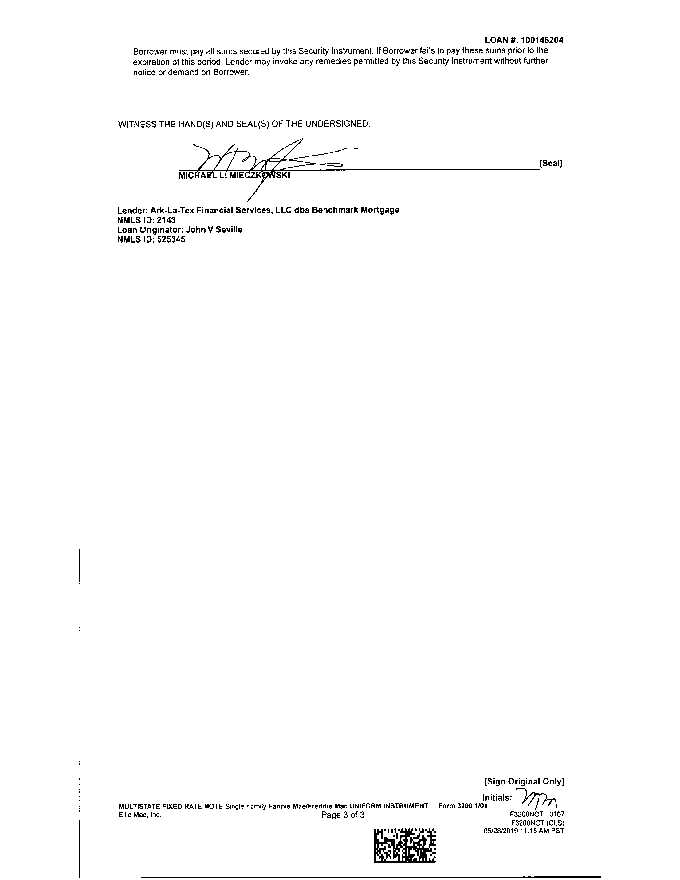 LOAN #: 100146204
Borrower must pay all sums secured by this Security Instrument. If Borrower fails to pay these sums prior to the
expiration of this period, Lender may invoke any remedies permitted by this Security Instrument without further
notice or demand on Borrower.
WITNESS THE HAND(S) AND SEAL(S) OF THE UNDERSIGNED.
(Seal)
MICHAEL L. MIECZKOWSKI
Lender: Ark-La-Tex Financial Services, LLC dba Benchmark Mortgage
NMLS ID: 2143
Loan Originator: John V Seville
NMLS ID: 525345
[Sign Original Only]
Initials:
MULTISTATE FIXED RATE NOTE Single Family Fannie Mae/Freddie Mac UNIFORM INSTRUMENT Form 3200 1/01
Ellie Mae, Inc. Page 3 of 3 F3200NOT 0107
F3200NOT (CLS)
05/28/2019 11:15 AM PST